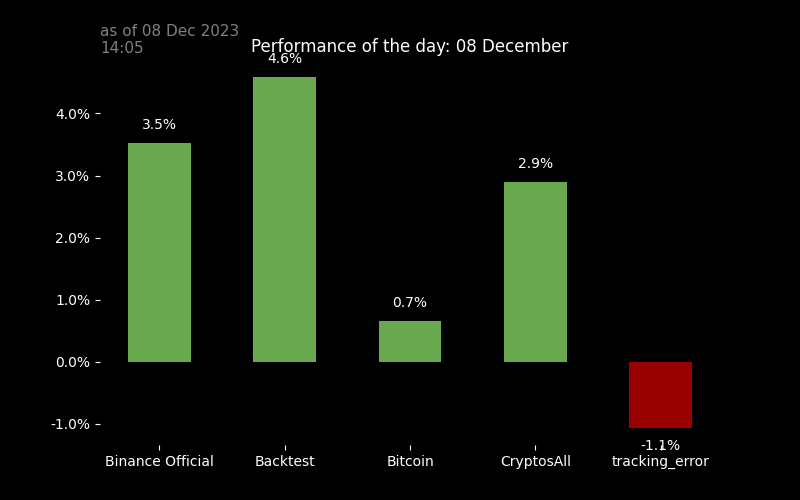 as of 08 Dec 2023
14:05
Performance of the day: 08 December
4.6%
3.5%
2.9%
0.7%
-1.1%
4.0%
3.0%
2.0%
1.0%
0.0%
-1.0%
Binance Official
Backtest
Bitcoin
CryptosAll
tracking_error